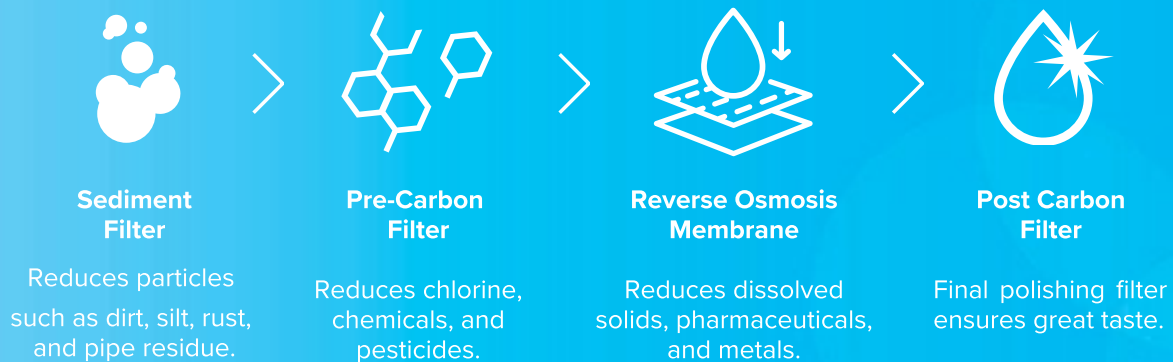 Sediment
Filter
Reduces particles
such as dirt, silt, rust,
and pipe residue.
Pre-Carbon
Filter
Reduces chlorine,
chemicals, and
pesticides.
Reverse Osmosis
Membrane
Reduces dissolved
solids, pharmaceuticals,
and metals.
Post Carbon
Filter
Final polishing filter
ensures great taste.